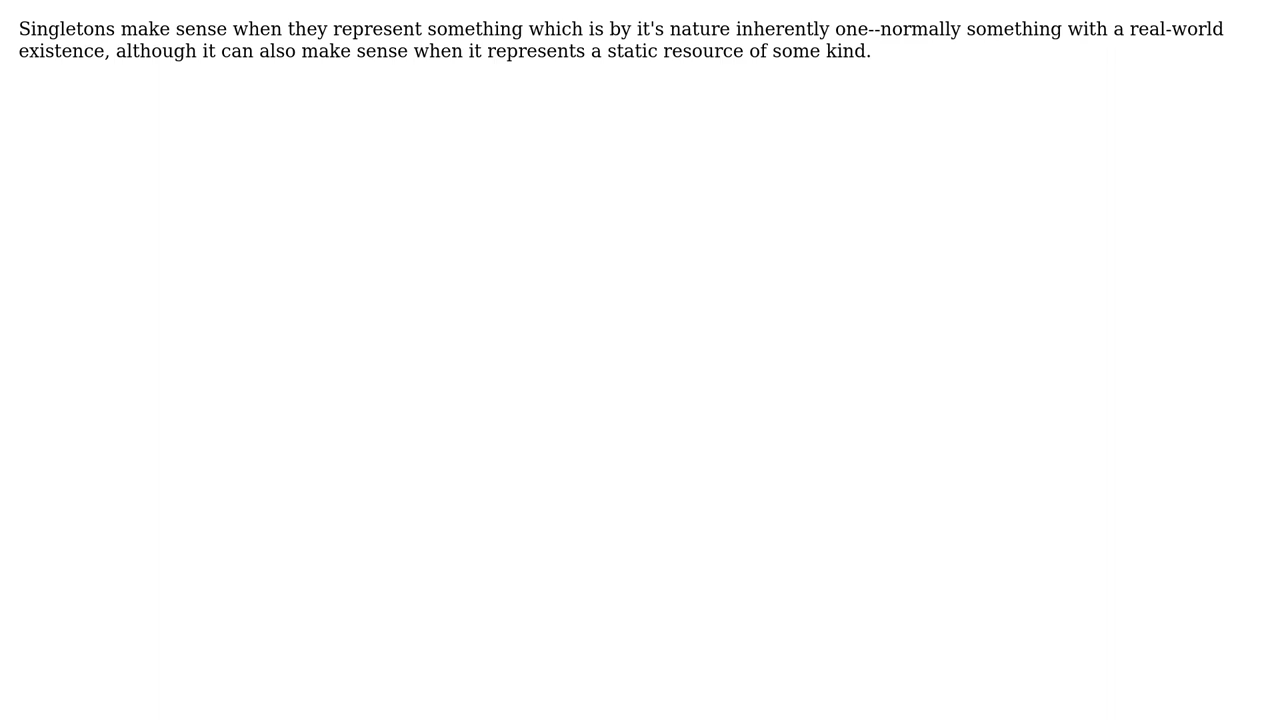 Singletons make sense when they represent something which is by it's nature inherently one--normally something with a real-world
existence, although it can also make sense when it represents a static resource of some kind.